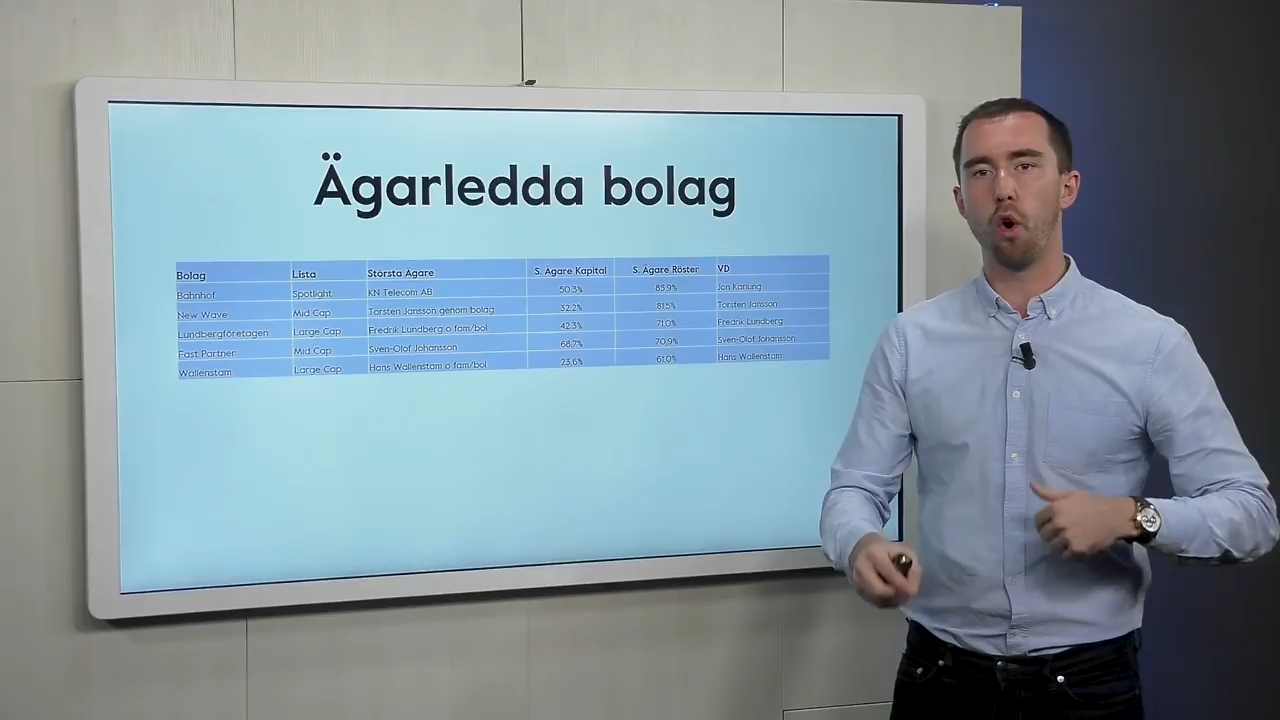 Ägarledda bolag
Bolag Lista Största Ägare S. Ägare Kapital S. Ägare Röster VD
Bahnhof Spotlight KN Telecom AB 50.3% 85.9% Jon Karlung
New Wave Mid Cap Torsten Jansson genom bolag 32.2% 81.5% Torsten Jansson
Lundbergföretagen Large Cap Fredrik Lundberg o fam/bol 42.3% 71.0% Fredrik Lundberg
Fast Partner Mid Cap Sven-Olof Johansson 68.7% 70.9% Sven-Olof Johansson
Wallenstam Large Cap Hans Wallenstam o fam/bol 23.6% 61.0% Hans Wallenstam